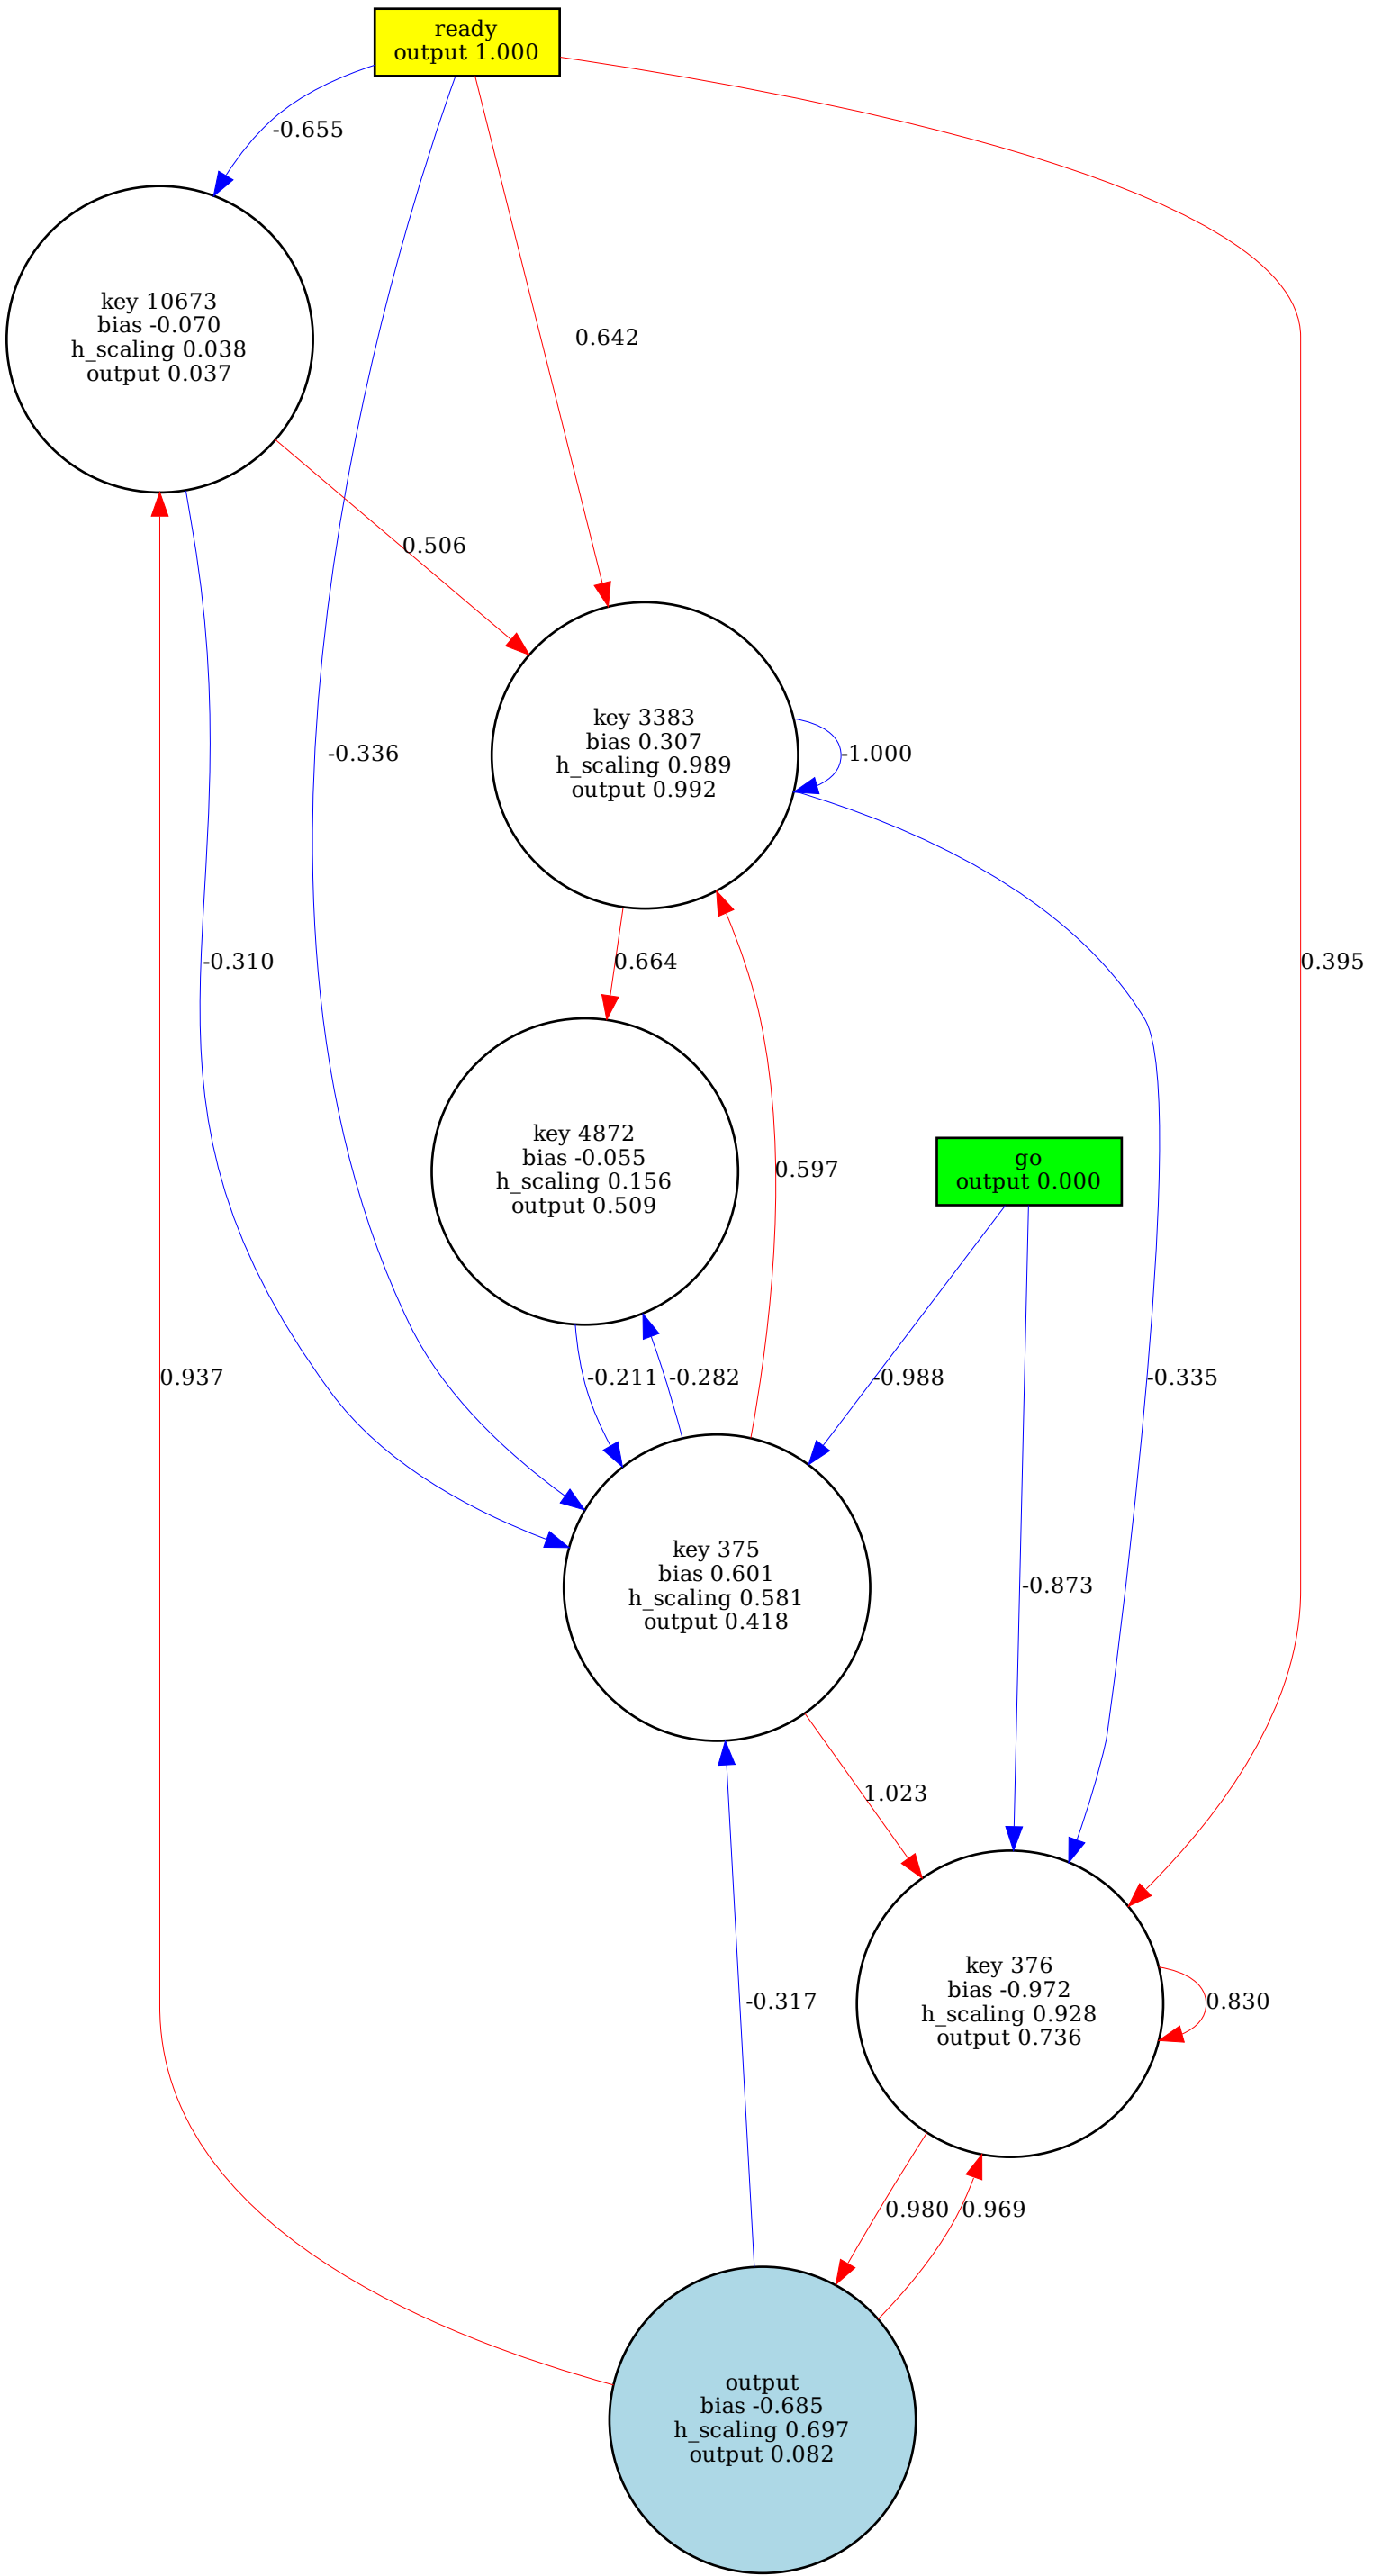 ready
output 1.000
-0.655
key 10673
bias -0.070
h_scaling 0.038
output 0.037
0.642
0.506
key 3383
bias 0.307
h_scaling 0.989
output 0.992
-0.336
-1.000
-0.310
0.664
0.395
key 4872
bias -0.055
h_scaling 0.156
output 0.509
go
output 0.000
0.597
0.937
-0.211
-0.282
-0.988
-0.335
key 375
bias 0.601
h_scaling 0.581
output 0.418
-0.873
1.023
key 376
bias -0.972
h_scaling 0.928
output 0.736
-0.317
0.830
0.980
0.969
output
bias -0.685
h_scaling 0.697
output 0.082